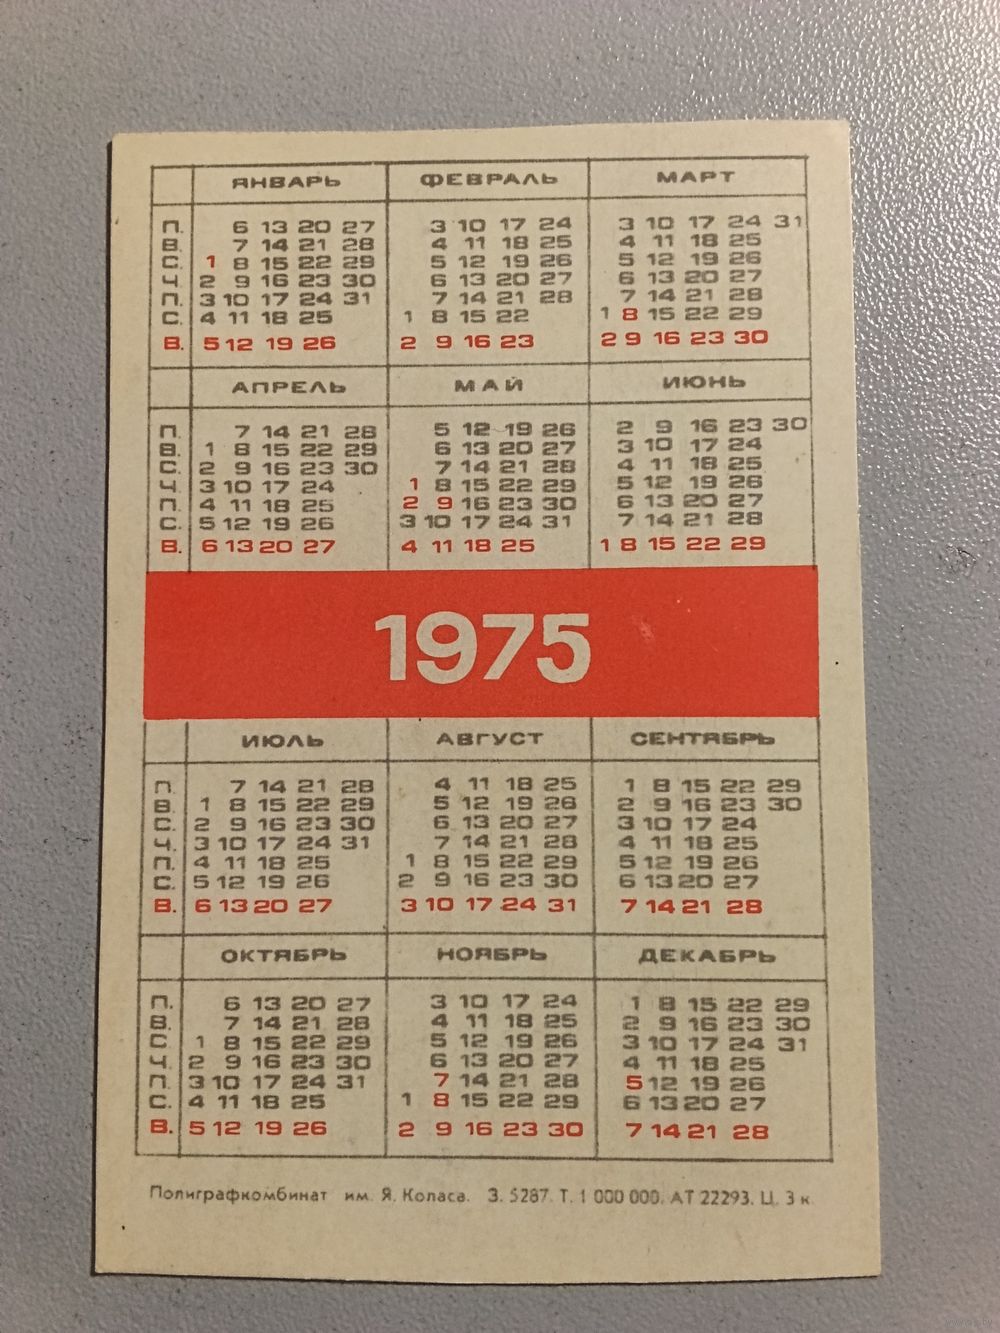 ЯНВАРЬ ФЕВРАЛЬ МАРТ
П. 6 13 20 27 3 10 17 24 3 10 17 24 31
В. 7 14 21 28 4 11 18 25 4 11 18 25
С. 1 8 15 22 29 5 12 19 26 5 12 19 26
Ч. 2 9 16 23 30 6 13 20 27 6 13 20 27
П. 3 10 17 24 31 7 14 21 28 7 14 21 28
С. 4 11 18 25 1 8 15 22 1 8 15 22 29
В. 5 12 19 26 2 9 16 23 2 9 16 23 30
АПРЕЛЬ МАЙ ИЮНЬ
П. 7 14 21 28 5 12 19 26 2 9 16 23 30
В. 1 8 15 22 29 6 13 20 27 3 10 17 24
С. 2 9 16 23 30 7 14 21 28 4 11 18 25
Ч. 3 10 17 24 1 8 15 22 29 5 12 19 26
П. 4 11 18 25 2 9 16 23 30 6 13 20 27
С. 5 12 19 26 3 10 17 24 31 7 14 21 28
В. 6 13 20 27 4 11 18 25 1 8 15 22 29
1975
ИЮЛЬ АВГУСТ СЕНТЯБРЬ
П. 7 14 21 28 4 11 18 25 1 8 15 22 29
В. 1 8 15 22 29 5 12 19 26 2 9 16 23 30
С. 2 9 16 23 30 6 13 20 27 3 10 17 24
Ч. 3 10 17 24 31 7 14 21 28 4 11 18 25
П. 4 11 18 25 1 8 15 22 29 5 12 19 26
С. 5 12 19 26 2 9 16 23 30 6 13 20 27
В. 6 13 20 27 3 10 17 24 31 7 14 21 28
ОКТЯБРЬ НОЯБРЬ ДЕКАБРЬ
П. 6 13 20 27 3 10 17 24 1 8 15 22 29
В. 7 14 21 28 4 11 18 25 2 9 16 23 30
С. 1 8 15 22 29 5 12 19 26 3 10 17 24 31
Ч. 2 9 16 23 30 6 13 20 27 4 11 18 25
П. 3 10 17 24 31 7 14 21 28 5 12 19 26
С. 4 11 18 25 1 8 15 22 29 6 13 20 27
В. 5 12 19 26 2 9 16 23 30 7 14 21 28
Полиграфкомбинат им. Я. Коласа. З. 5287. Т. 1 000 000. АТ 22293. Ц. 3 к.